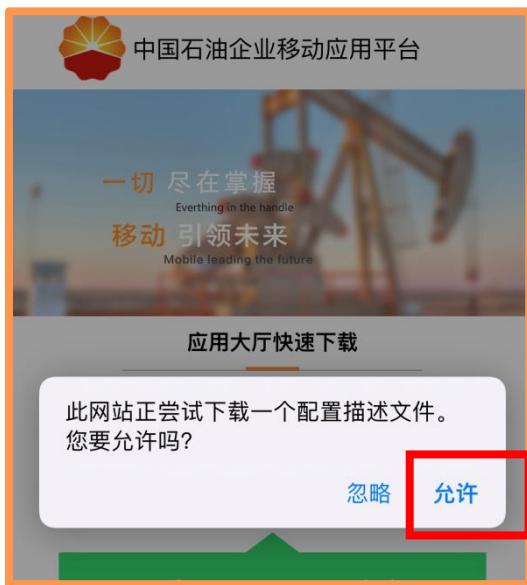 中国石油企业移动应用平台
一切 尽在掌握
Everthing in the handle
移动 引领未来
Mobile leading the future
应用大厅快速下载
此网站正尝试下载一个配置描述文件。
您要允许吗?
忽略 允许